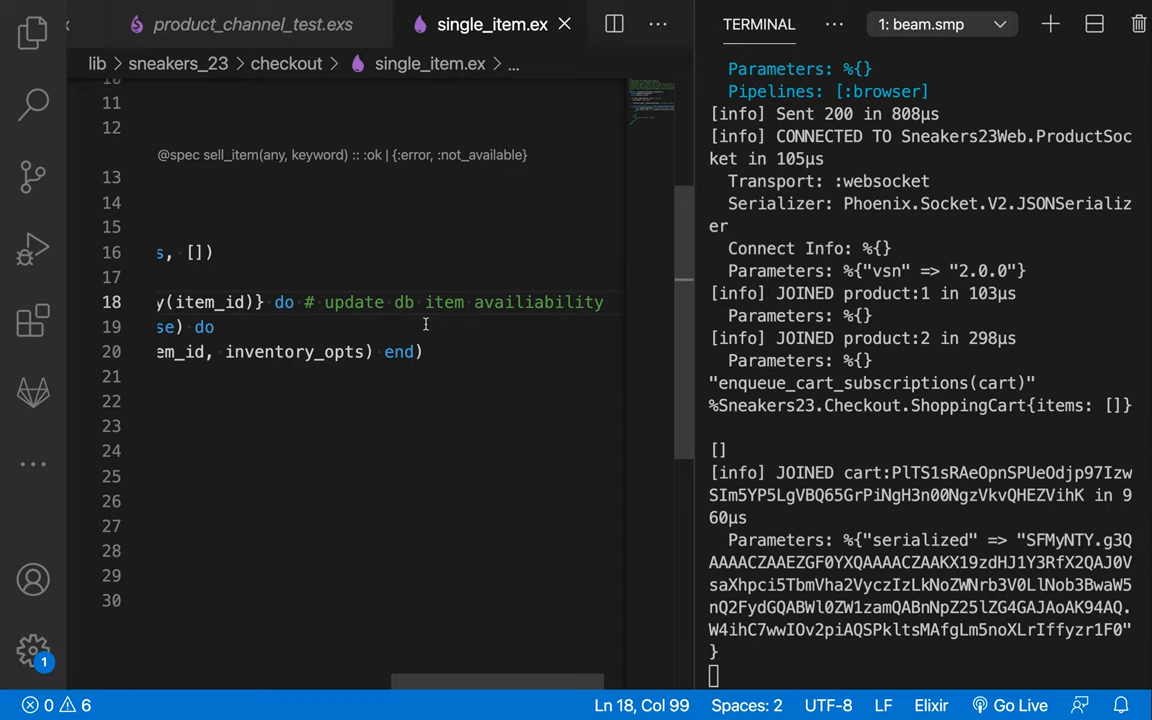 product_channel_test.exs
single_item.ex
lib > sneakers_23 > checkout > single_item.ex > ...
10
11
12
@spec sell_item(any, keyword) :: :ok | {:error, :not_available}
13
14
15
16 s, [])
17
18 y(item_id)} do # update db item availiability
19 se) do
20 em_id, inventory_opts) end)
21
22
23
24
25
26
27
28
29
30
TERMINAL
1: beam.smp
Parameters: %{}
Pipelines: [:browser]
[info] Sent 200 in 808µs
[info] CONNECTED TO Sneakers23Web.ProductSoc
ket in 105µs
Transport: :websocket
Serializer: Phoenix.Socket.V2.JSONSerializ
er
Connect Info: %{}
Parameters: %{"vsn" => "2.0.0"}
[info] JOINED product:1 in 103µs
Parameters: %{}
[info] JOINED product:2 in 298µs
Parameters: %{}
"enqueue_cart_subscriptions(cart)"
%Sneakers23.Checkout.ShoppingCart{items: []}
[]
[info] JOINED cart:PlTS1sRAeOpnSPUeOdjp97Izw
SIm5YP5LgVBQ65GrPiNgH3n00NgzVkvQHEZVihK in 9
60µs
Parameters: %{"serialized" => "SFMyNTY.g3Q
AAAACZAAEZGF0YXQAAAACZAAKX19zdHJ1Y3RfX2QAJ0V
saXhpci5TbmVha2VyczIzLkNoZWNrb3V0LlNob3BwaW5
nQ2FydGQABWl0ZW1zamQABnNpZ25lZG4GAJAoAK94AQ.
W4ihC7wwIOv2piAQSPkltsMAfgLm5noXLrIffyzr1F0"
}
1
0 6
Ln 18, Col 99
Spaces: 2
UTF-8
LF
Elixir
Go Live